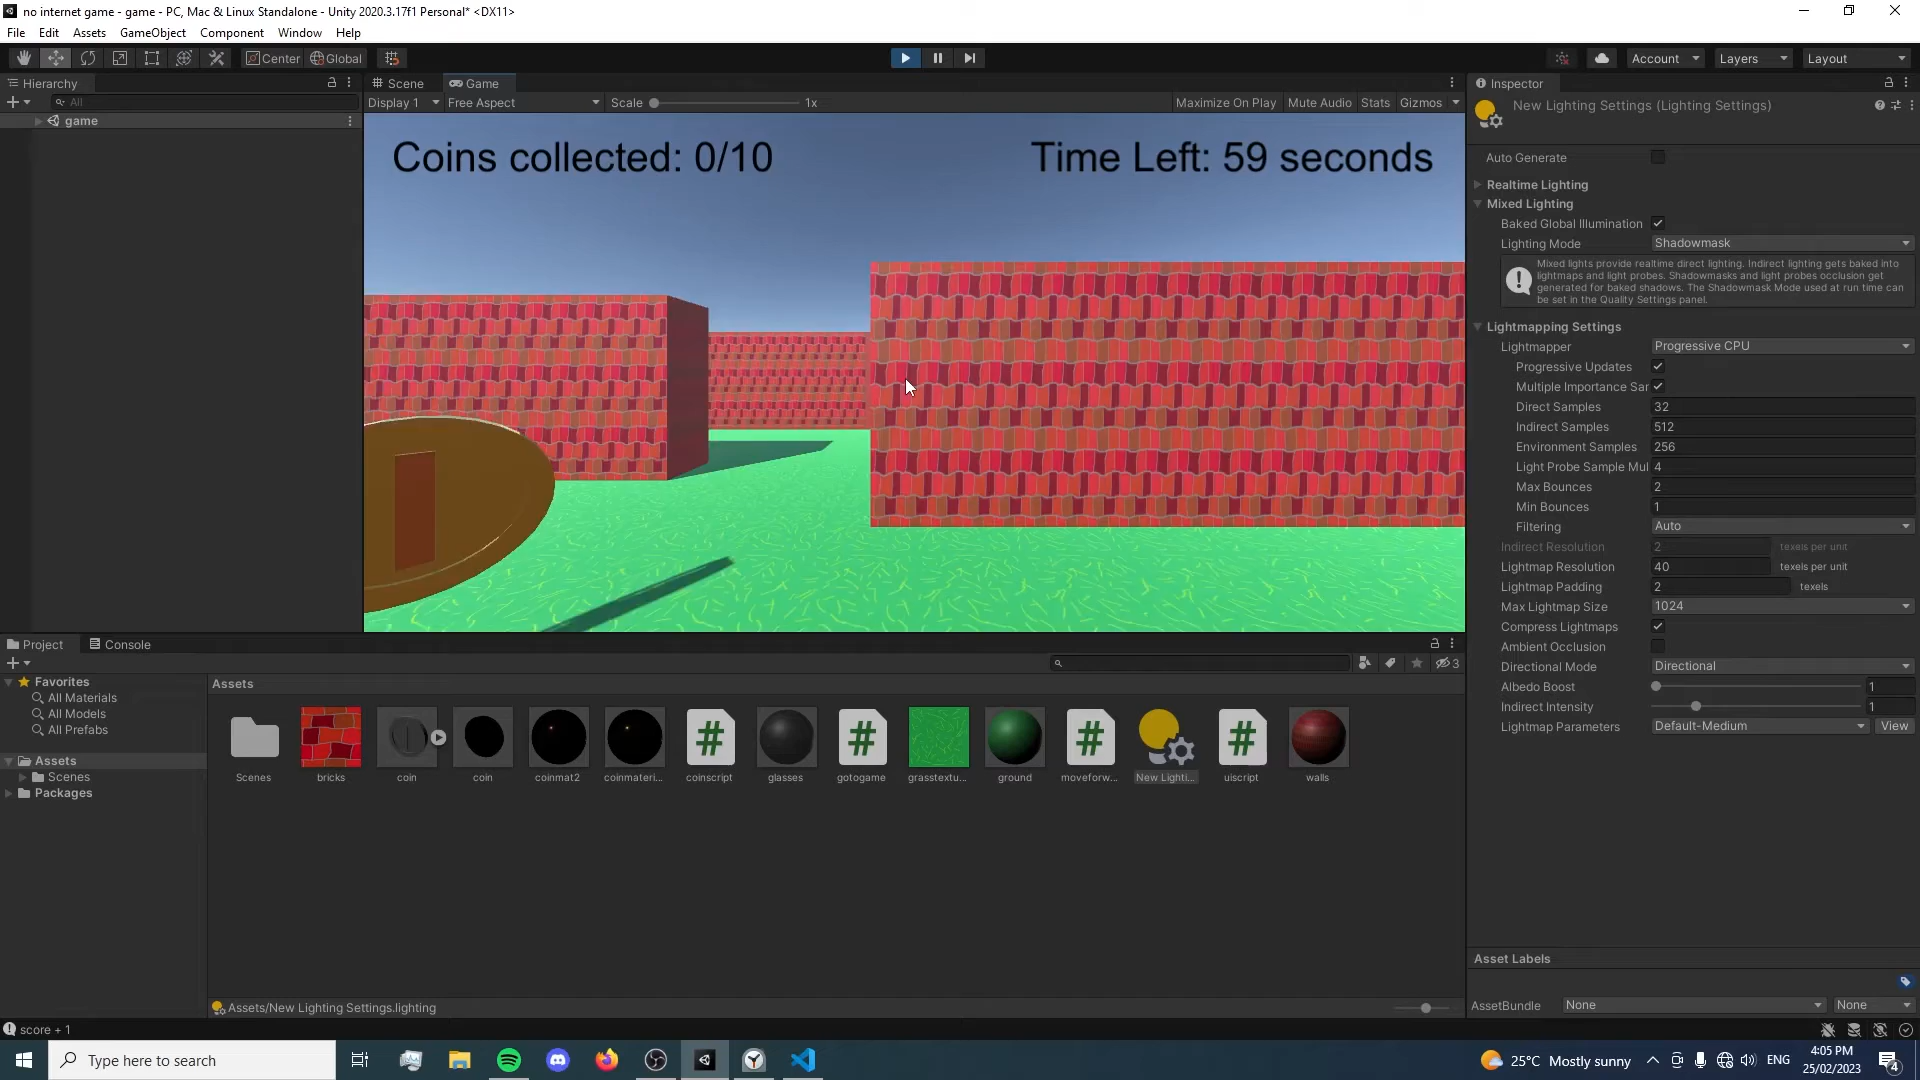 no internet game - game - PC, Mac & Linux Standalone - Unity 2020.3.17f1 Personal* <DX11>
File Edit Assets GameObject Component Window Help
Center Global Account Layers Layout
Hierarchy
All
game
Scene Game
Display 1 Free Aspect Scale 1x Maximize On Play Mute Audio Stats Gizmos
Coins collected: 0/10
Time Left: 59 seconds
Inspector
New Lighting Settings (Lighting Settings)
Auto Generate
Realtime Lighting
Mixed Lighting
Baked Global Illumination
Lighting Mode Shadowmask
Mixed lights provide realtime direct lighting. Indirect lighting gets baked into
lightmaps and light probes. Shadowmasks and light probes occlusion get
generated for baked shadows. The Shadowmask Mode used at run time can
be set in the Quality Settings panel.
Lightmapping Settings
Lightmapper Progressive CPU
Progressive Updates
Multiple Importance Sar
Direct Samples 32
Indirect Samples 512
Environment Samples 256
Light Probe Sample Mul 4
Max Bounces 2
Min Bounces 1
Filtering Auto
Indirect Resolution 2 texels per unit
Lightmap Resolution 40 texels per unit
Lightmap Padding 2 texels
Max Lightmap Size 1024
Compress Lightmaps
Ambient Occlusion
Directional Mode Directional
Albedo Boost 1
Indirect Intensity 1
Lightmap Parameters Default-Medium View
Project Console
3
Favorites
All Materials
All Models
All Prefabs
Assets
Scenes
Packages
Assets
Scenes bricks coin coin coinmat2 coinmateri... coinscript glasses gotogame grasstextu... ground moveforw... New Lighti... uiscript walls
Assets/New Lighting Settings.lighting
Asset Labels
AssetBundle None None
score + 1
Type here to search
25°C Mostly sunny ENG
4:05 PM
25/02/2023
4